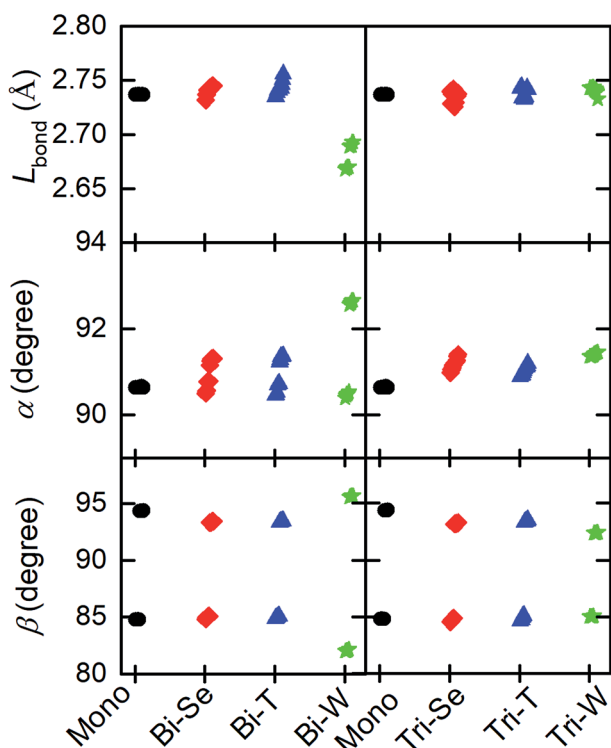 2.80
2.75
2.70
2.65
94
L bond (Å)
92
90
α (degree)
95
90
85
80
β (degree)
Mono Bi-Se Bi-T Bi-W Mono Tri-Se Tri-T Tri-W